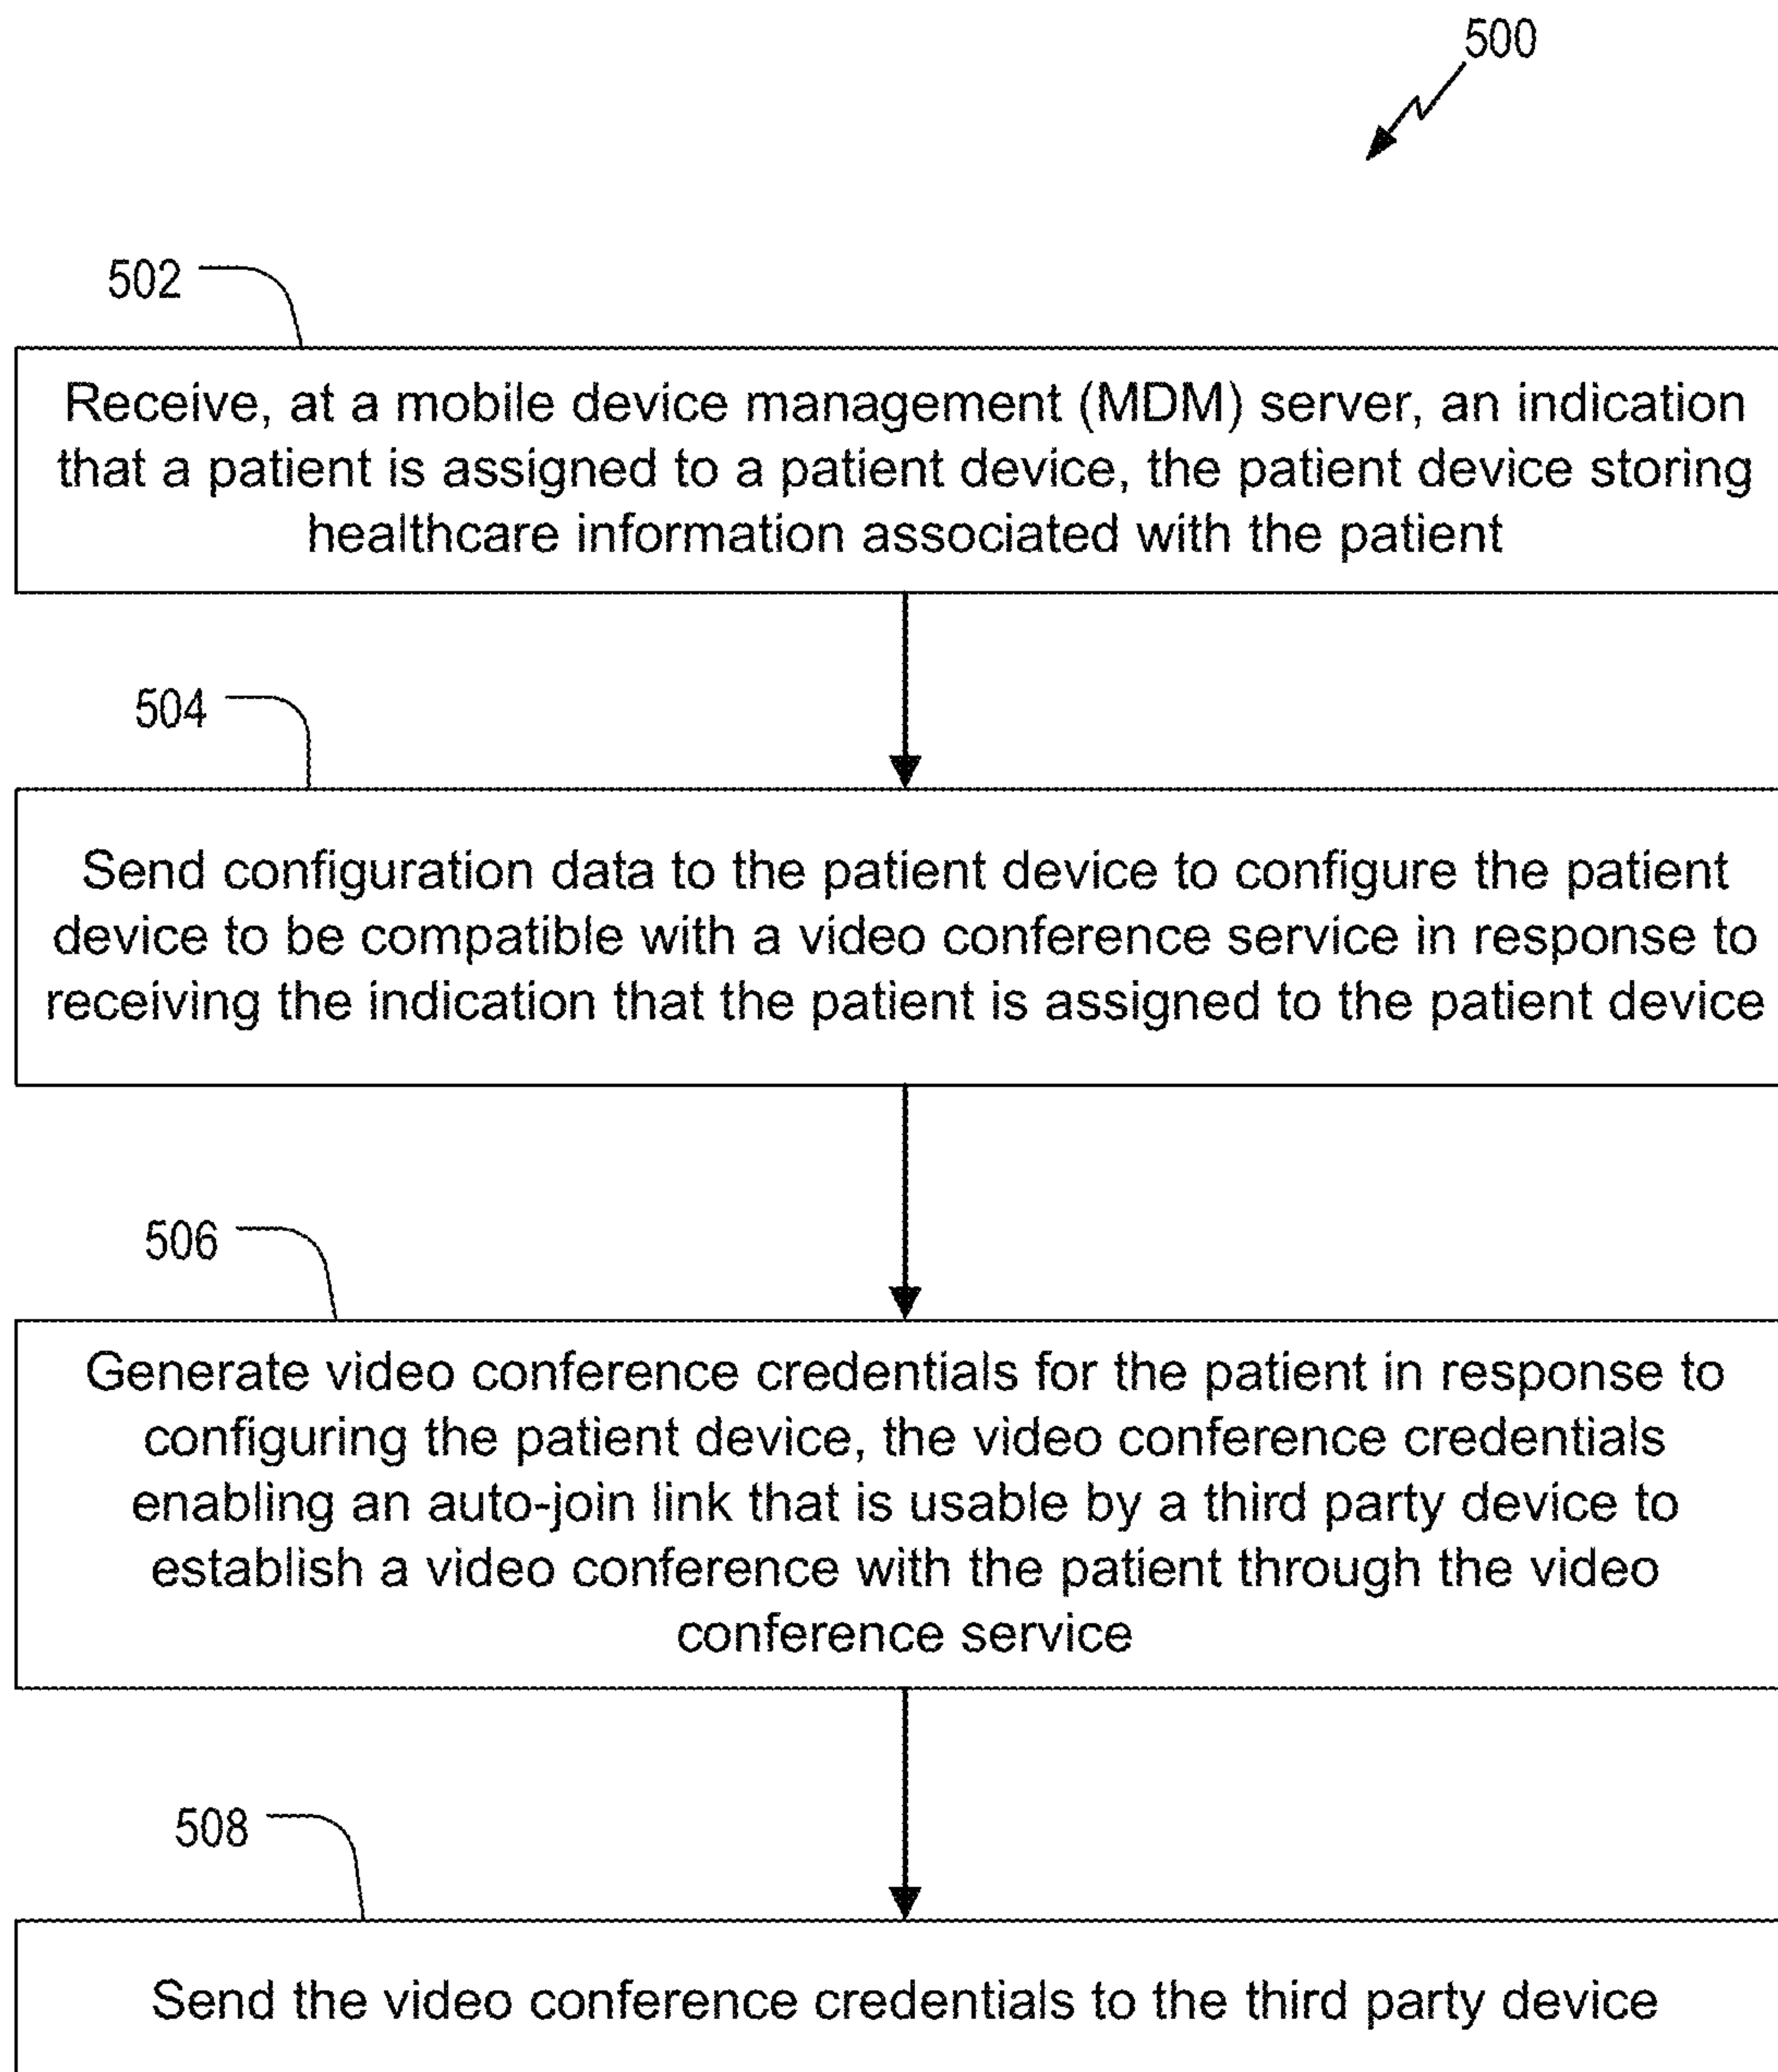 500
502
Receive, at a mobile device management (MDM) server, an indication
that a patient is assigned to a patient device, the patient device storing
healthcare information associated with the patient
504
Send configuration data to the patient device to configure the patient
device to be compatible with a video conference service in response to
receiving the indication that the patient is assigned to the patient device
506
Generate video conference credentials for the patient in response to
configuring the patient device, the video conference credentials
enabling an auto-join link that is usable by a third party device to
establish a video conference with the patient through the video
conference service
508
Send the video conference credentials to the third party device